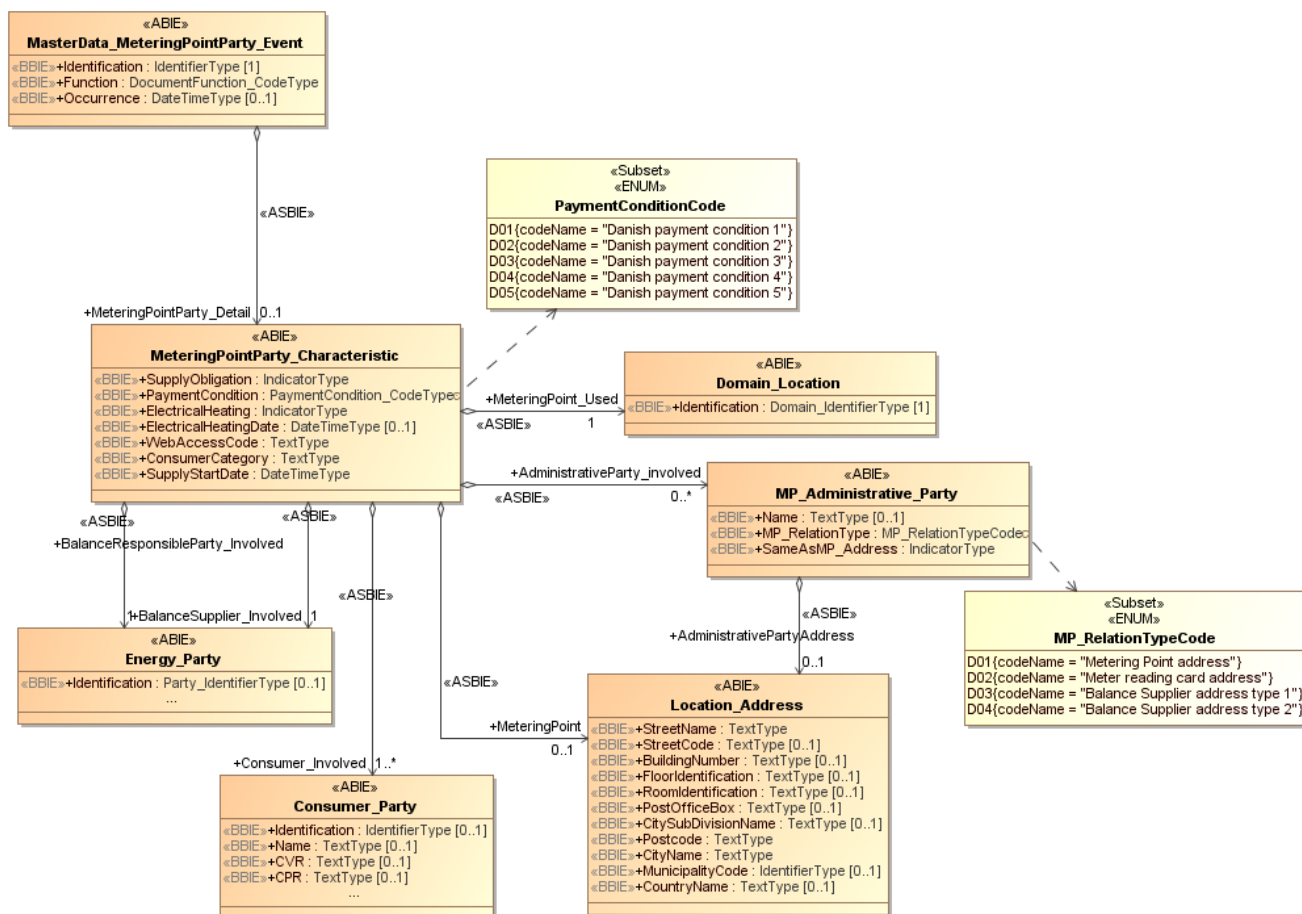 «ABIE»
MasterData_MeteringPointParty_Event
«BBIE»+Identification : IdentifierType [1]
«BBIE»+Function : DocumentFunction_CodeType
«BBIE»+Occurrence : DateTimeType [0..1]
«ASBIE»
+MeteringPointParty_Detail 0..1
«Subset»
«ENUM»
PaymentConditionCode
D01{codeName = "Danish payment condition 1"}
D02{codeName = "Danish payment condition 2"}
D03{codeName = "Danish payment condition 3"}
D04{codeName = "Danish payment condition 4"}
D05{codeName = "Danish payment condition 5"}
«ABIE»
MeteringPointParty_Characteristic
«BBIE»+SupplyObligation : IndicatorType
«BBIE»+PaymentCondition : PaymentCondition_CodeType
«BBIE»+ElectricalHeating : IndicatorType
«BBIE»+ElectricalHeatingDate : DateTimeType [0..1]
«BBIE»+WebAccessCode : TextType
«BBIE»+ConsumerCategory : TextType
«BBIE»+SupplyStartDate : DateTimeType
+MeteringPoint_Used
«ASBIE» 1
«ABIE»
Domain_Location
«BBIE»+Identification : Domain_IdentifierType [1]
+AdministrativeParty_involved
«ASBIE» 0..*
«ABIE»
MP_Administrative_Party
«BBIE»+Name : TextType [0..1]
«BBIE»+MP_RelationType : MP_RelationTypeCode
«BBIE»+SameAsMP_Address : IndicatorType
«ASBIE» «ASBIE»
+BalanceResponsibleParty_Involved
1 +BalanceSupplier_Involved 1
«ABIE»
Energy_Party
«BBIE»+Identification : Party_IdentifierType [0..1]
...
«ASBIE»
+Consumer_Involved 1..*
«ABIE»
Consumer_Party
«BBIE»+Identification : IdentifierType [0..1]
«BBIE»+Name : TextType [0..1]
«BBIE»+CVR : TextType [0..1]
«BBIE»+CPR : TextType [0..1]
...
«ASBIE»
+MeteringPoint
0..1
«ASBIE»
+AdministrativePartyAddress
0..1
«ABIE»
Location_Address
«BBIE»+StreetName : TextType
«BBIE»+StreetCode : TextType [0..1]
«BBIE»+BuildingNumber : TextType [0..1]
«BBIE»+FloorIdentification : TextType [0..1]
«BBIE»+RoomIdentification : TextType [0..1]
«BBIE»+PostOfficeBox : TextType [0..1]
«BBIE»+CitySubDivisionName : TextType [0..1]
«BBIE»+Postcode : TextType
«BBIE»+CityName : TextType
«BBIE»+MunicipalityCode : IdentifierType [0..1]
«BBIE»+CountryName : TextType [0..1]
«Subset»
«ENUM»
MP_RelationTypeCode
D01{codeName = "Metering Point address"}
D02{codeName = "Meter reading card address"}
D03{codeName = "Balance Supplier address type 1"}
D04{codeName = "Balance Supplier address type 2"}